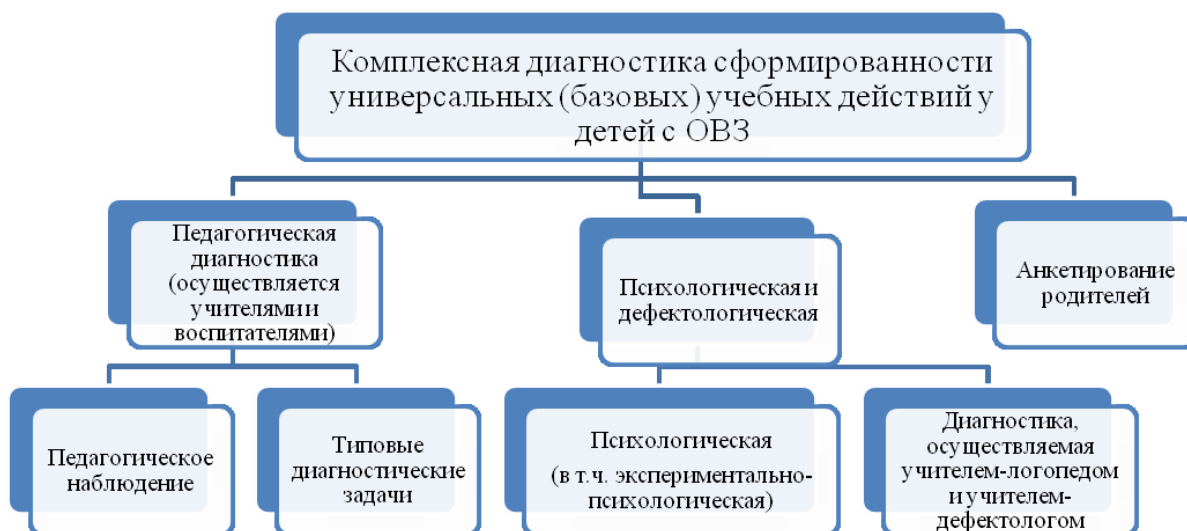 Комплексная диагностика сформированности
универсальных (базовых) учебных действий у
детей с ОВЗ
Педагогическая
диагностика
(осуществляется
учителями и
воспитателями)
Психологическая и
дефектологическая
Анкетирование
родителей
Педагогическое
наблюдение
Типовые
диагностические
задачи
Психологическая
(в т.ч. экспериментально-
психологическая)
Диагностика,
осуществляемая
учителем-логопедом
и учителем-
дефектологом